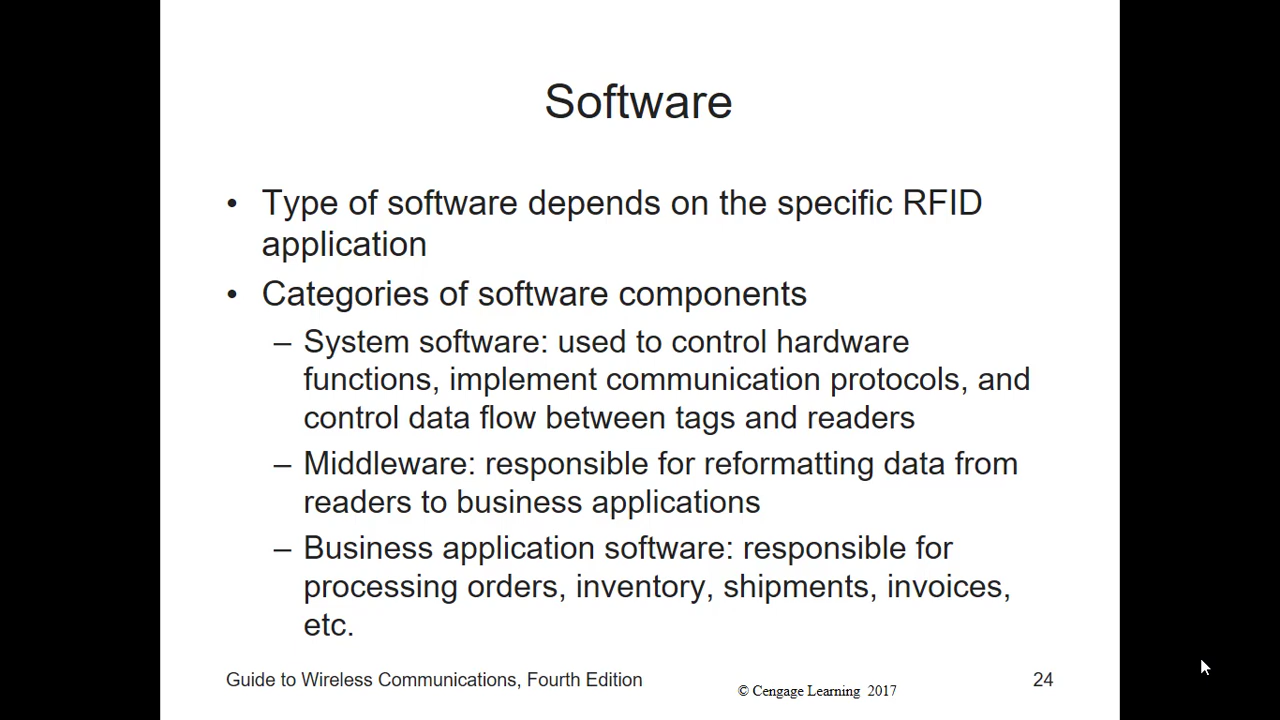 Software
• Type of software depends on the specific RFID
application
• Categories of software components
– System software: used to control hardware
functions, implement communication protocols, and
control data flow between tags and readers
– Middleware: responsible for reformatting data from
readers to business applications
– Business application software: responsible for
processing orders, inventory, shipments, invoices,
etc.
Guide to Wireless Communications, Fourth Edition
© Cengage Learning 2017
24